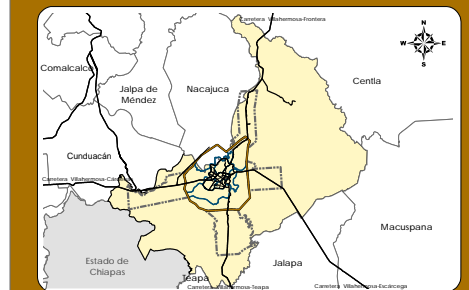 Carretera Villahermosa-Frontera
N
W E
S
Comalcalco
Centla
Jalpa de
Méndez
Nacajuca
Cunduacán
Carretera Villahermosa-Cárdenas
Macuspana
Estado de
Chiapas
Jalapa
Teapa
Carretera Villahermosa-Teapa
Carretera Villahermosa-Escárcega